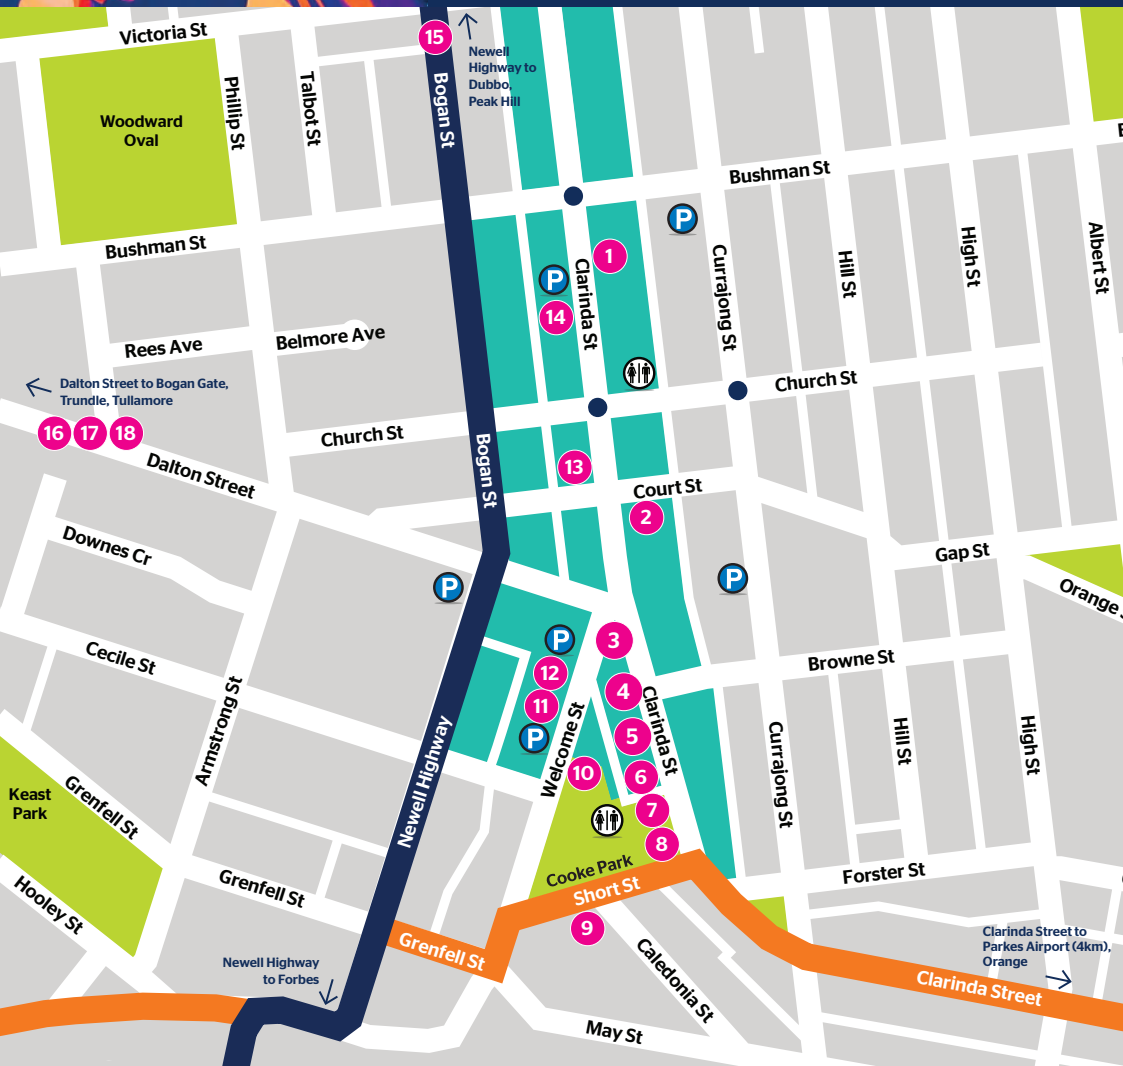 Victoria St
15
Newell
Highway to
Dubbo,
Peak Hill
Woodward
Oval
Phillip St
Talbot St
Bogan St
Bushman St
Bushman St
P
1
P
14
Clarinda St
Currajong St
Hill St
High St
Albert St
Rees Ave
Belmore Ave
Dalton Street to Bogan Gate,
Trundle, Tullamore
16 17 18
Church St
Church St
Dalton Street
Bogan St
13
Court St
2
Gap St
Orange
Downes Cr
P
P
Cecile St
P
3
12
4
11
5
P
Browne St
Armstrong St
Newell Highway
Welcome St
Clarinda St
10
6
7
8
Currajong St
Hill St
High St
Keast
Park
Grenfell St
Hooley St
Grenfell St
Cooke Park
Short St
Forster St
9
Grenfell St
Newell Highway
to Forbes
Caledonia St
Clarinda Street to
Parkes Airport (4km),
Orange
Clarinda Street
May St